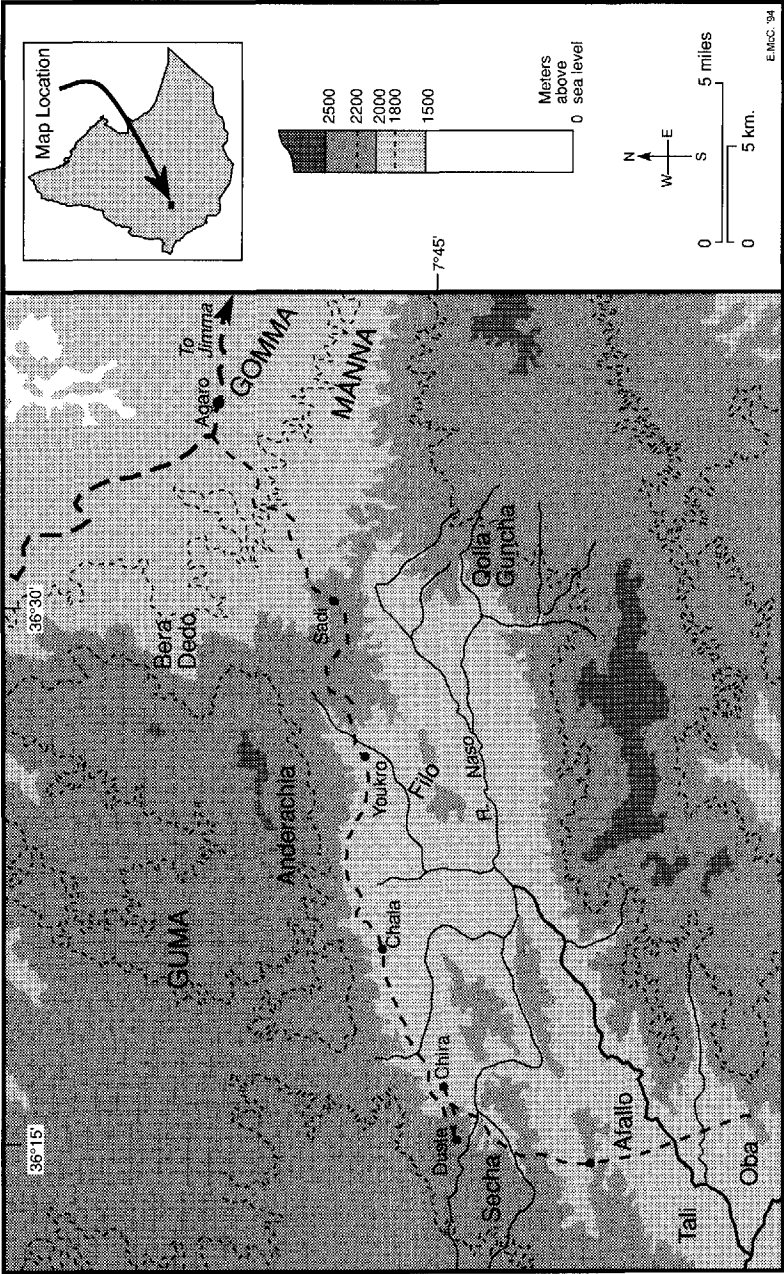 36°15'
36°30'
GUMA
Bera
Dedo
Anderachia
Agaro
To
Jimma
GOMMA
MANNA
Sadi
Youkro
Chala
Filo
R. Naso
Qolla
Guncha
Chira
Dusta
Secha
Afallo
Tali
Oba
Map Location
2500
2200
2000
1800
1500
Meters
above
0 sea level
7°45'
N
W E
S
0 5 miles
0 5 km.
E.McC. '94